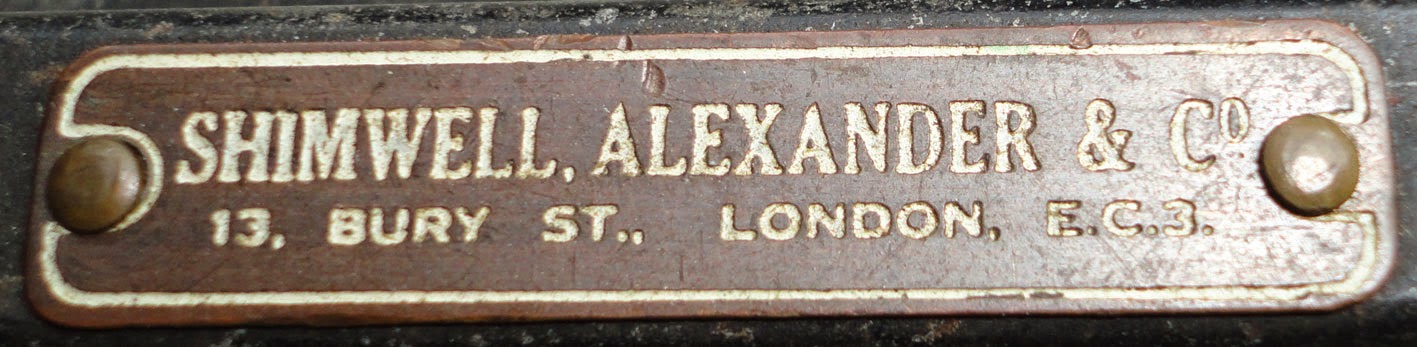 SHIMWELL, ALEXANDER & Cº
13, BURY ST., LONDON, E.C.3.